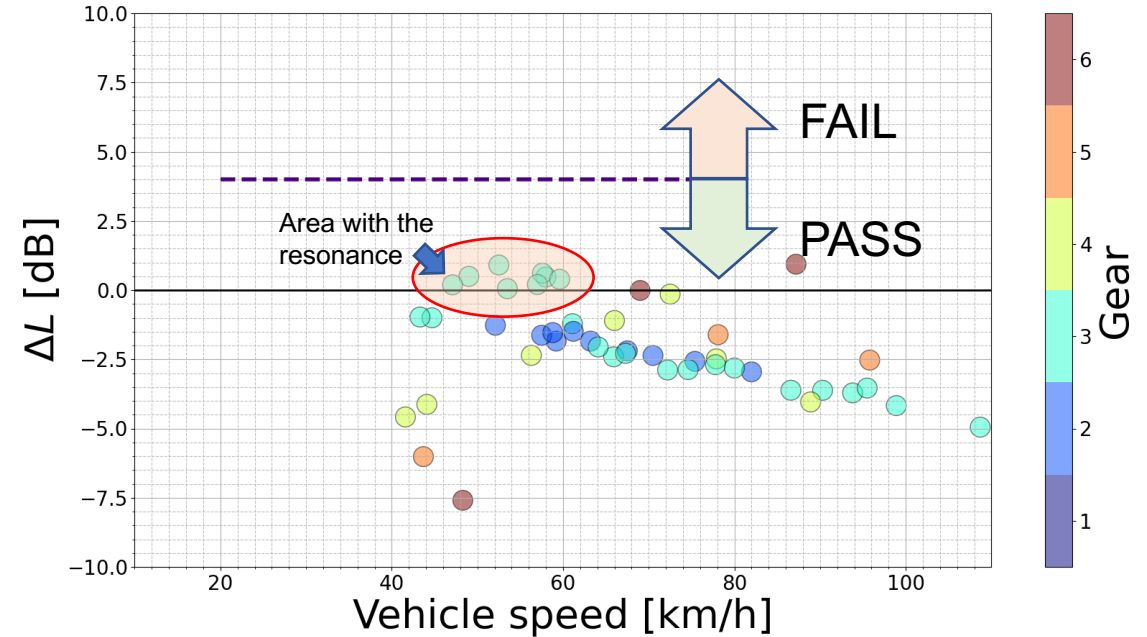 10.0
7.5
5.0
2.5
0.0
−2.5
−5.0
−7.5
−10.0
ΔL [dB]
20
40
60
80
100
Vehicle speed [km/h]
Area with the
resonance
FAIL
PASS
6
5
4
3
2
1
Gear